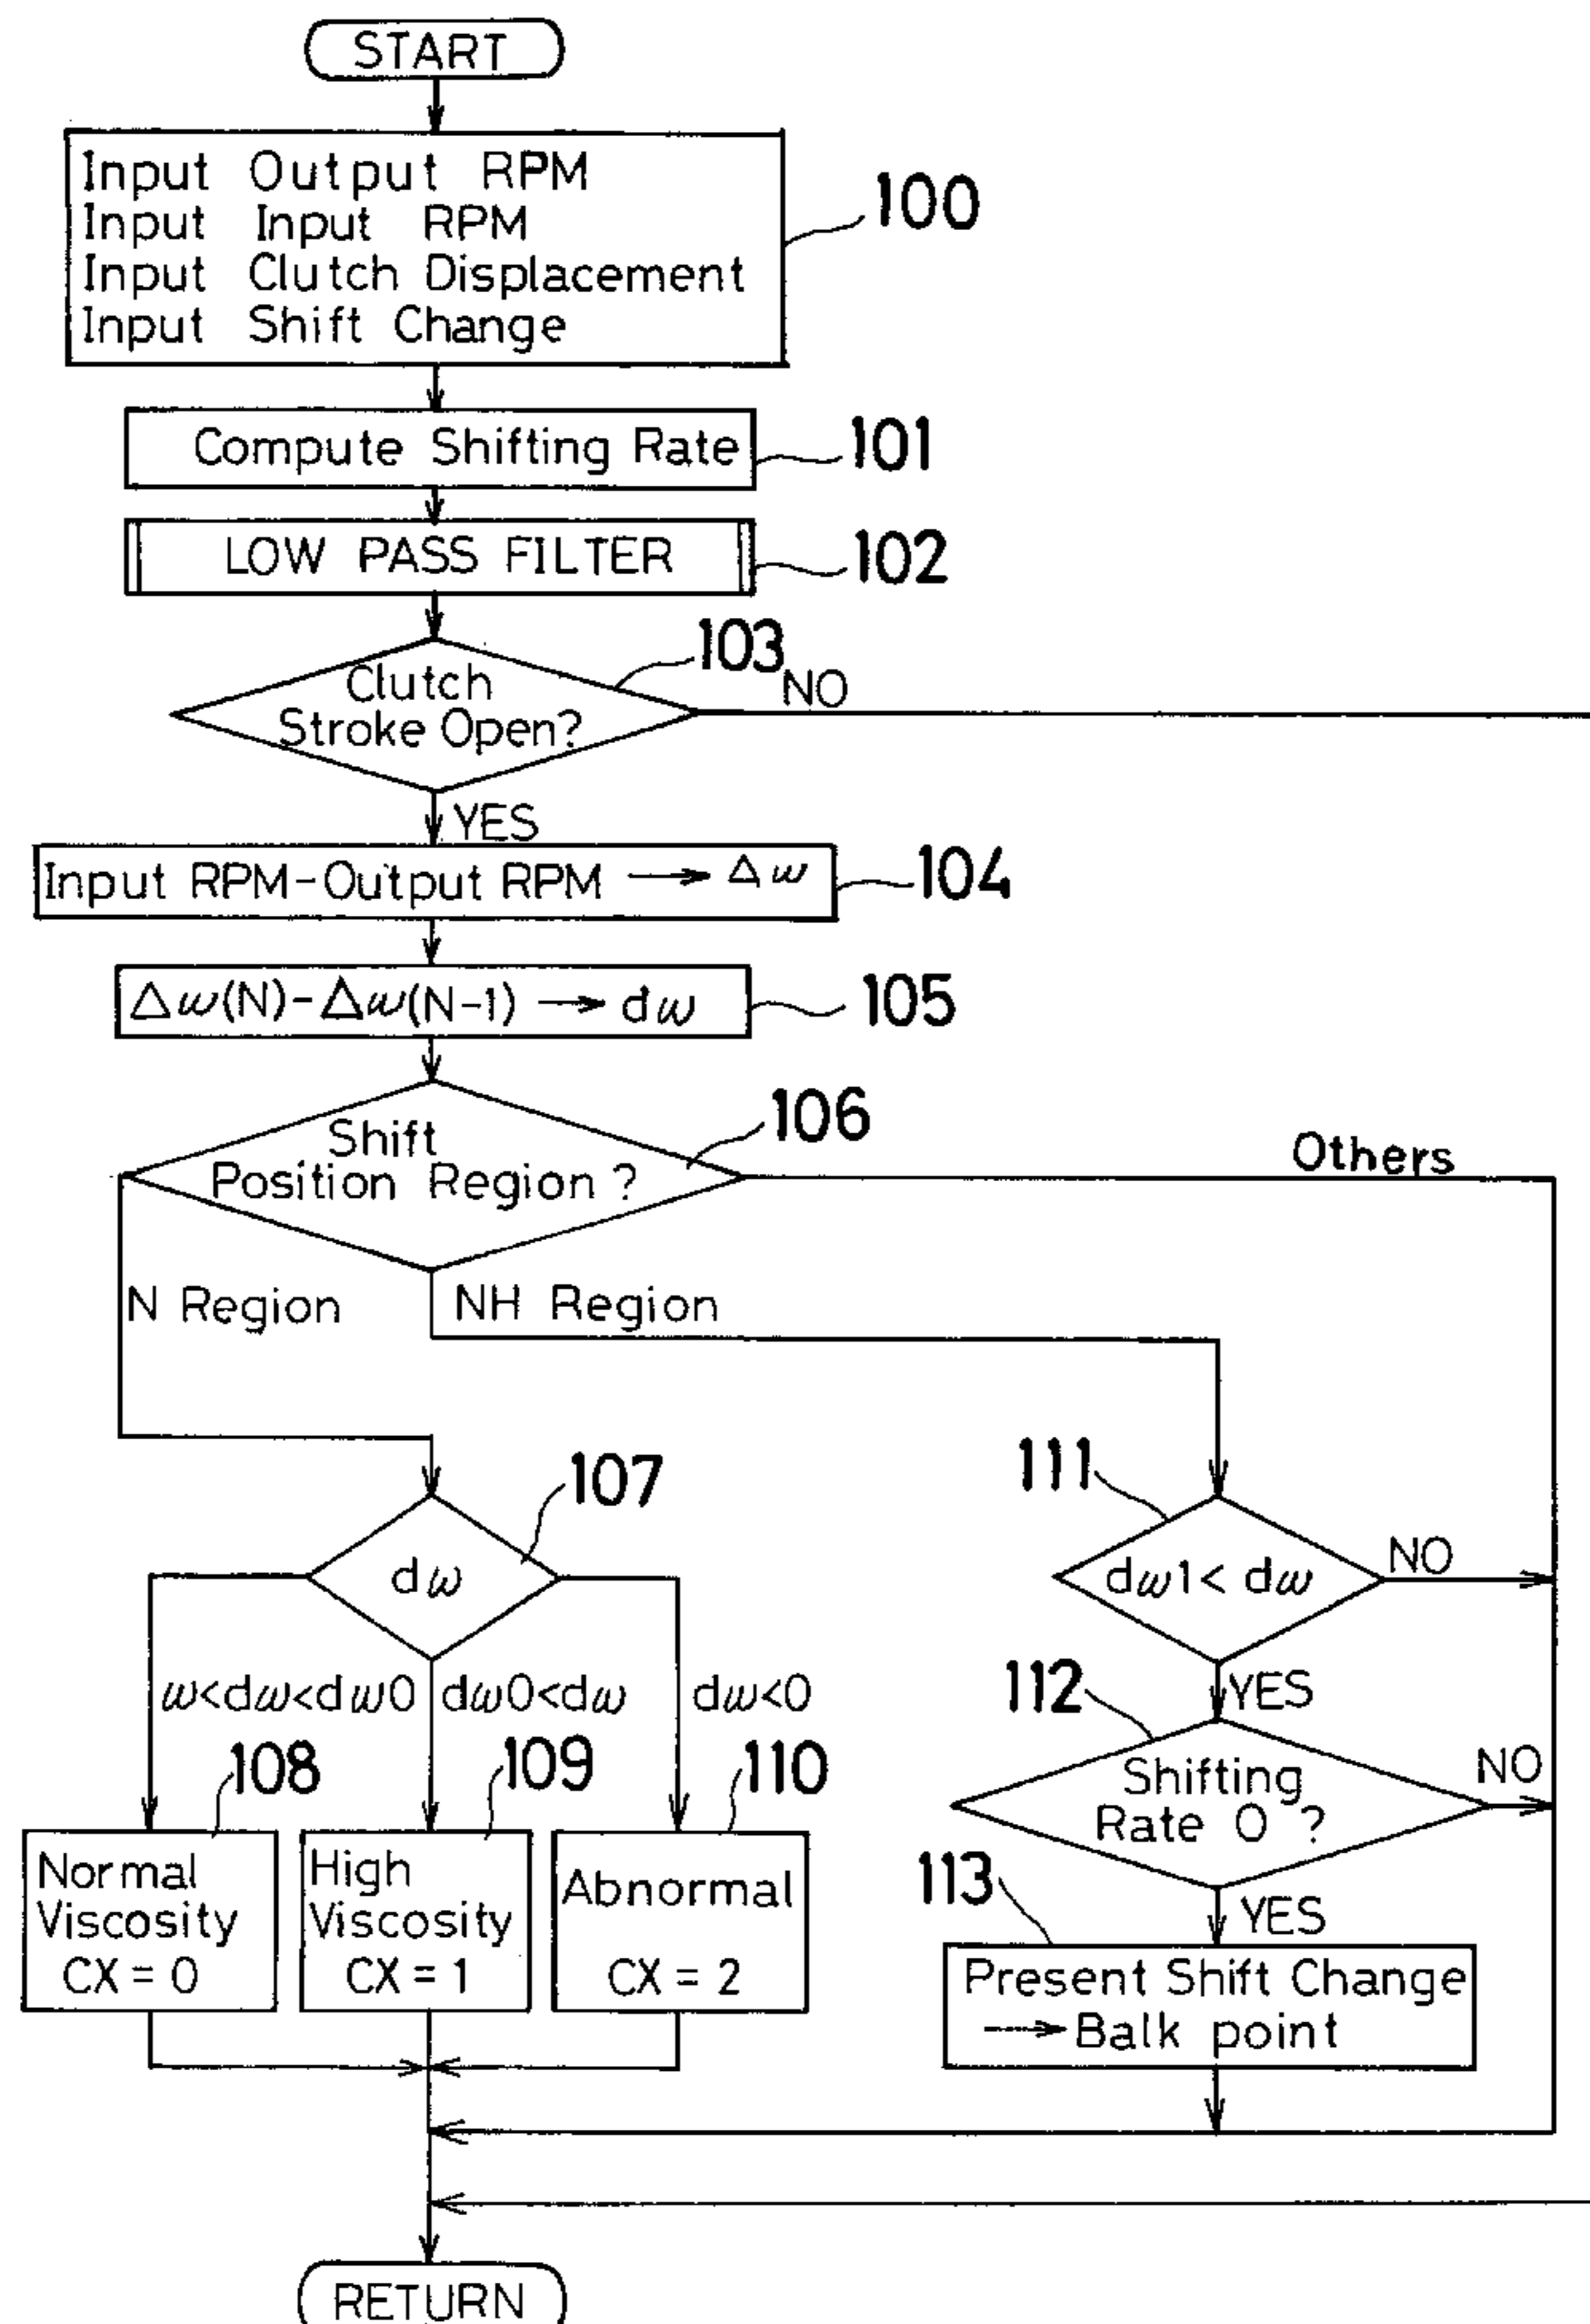 START
Input Output RPM
Input Input RPM
Input Clutch Displacement
Input Shift Change
100
Compute Shifting Rate
101
LOW PASS FILTER
102
103
Clutch
Stroke Open?
NO
YES
Input RPM-Output RPM → Δω
104
Δω(N)-Δω(N-1) → dω
105
106
Shift
Position Region ?
Others
N Region
NH Region
107
dω
111
dω1< dω
NO
YES
ω<dω<dω0
dω0<dω
dω<0
112
Shifting
Rate 0 ?
NO
YES
108
Normal
Viscosity
CX = 0
109
High
Viscosity
CX = 1
110
Abnormal
CX = 2
113
Present Shift Change
→ Balk point
RETURN